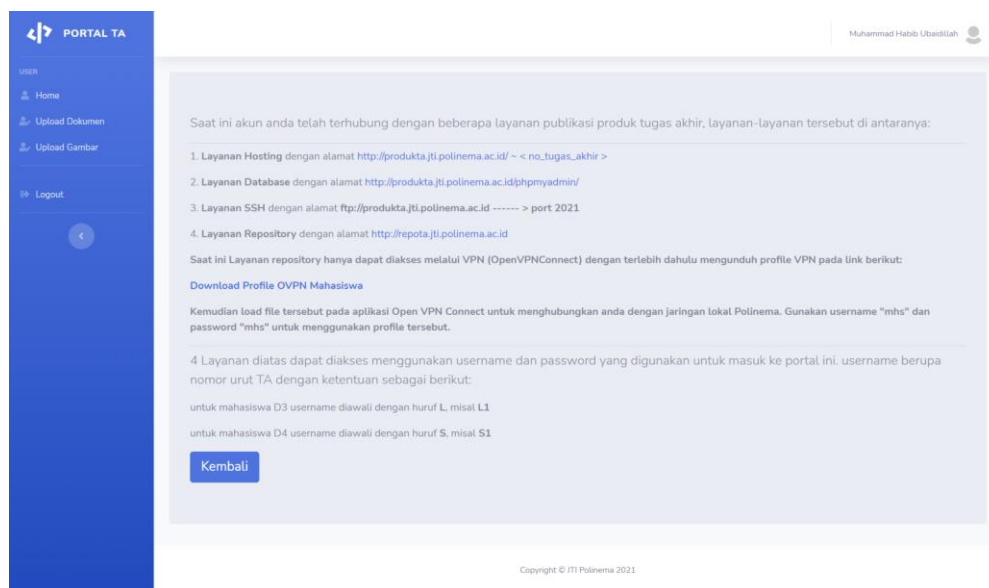 PORTAL TA
Muhammad Habib Ubaidillah
USER
Home
Upload Dokumen
Upload Gambar
Logout
Saat ini akun anda telah terhubung dengan beberapa layanan publikasi produk tugas akhir, layanan-layanan tersebut di antaranya:
1. Layanan Hosting dengan alamat http://produkta.jti.polinema.ac.id/ ~ < no_tugas_akhir >
2. Layanan Database dengan alamat http://produkta.jti.polinema.ac.id/phpmyadmin/
3. Layanan SSH dengan alamat ftp://produkta.jti.polinema.ac.id ------ > port 2021
4. Layanan Repository dengan alamat http://repota.jti.polinema.ac.id
Saat ini Layanan repository hanya dapat diakses melalui VPN (OpenVPNConnect) dengan terlebih dahulu mengunduh profile VPN pada link berikut:
Download Profile OVPN Mahasiswa
Kemudian load file tersebut pada aplikasi Open VPN Connect untuk menghubungkan anda dengan jaringan lokal Polinema. Gunakan username "mhs" dan
password "mhs" untuk menggunakan profile tersebut.
4 Layanan diatas dapat diakses menggunakan username dan password yang digunakan untuk masuk ke portal ini. username berupa
nomor urut TA dengan ketentuan sebagai berikut:
untuk mahasiswa D3 username diawali dengan huruf L, misal L1
untuk mahasiswa D4 username diawali dengan huruf S, misal S1
Kembali
Copyright © JTI Polinema 2021